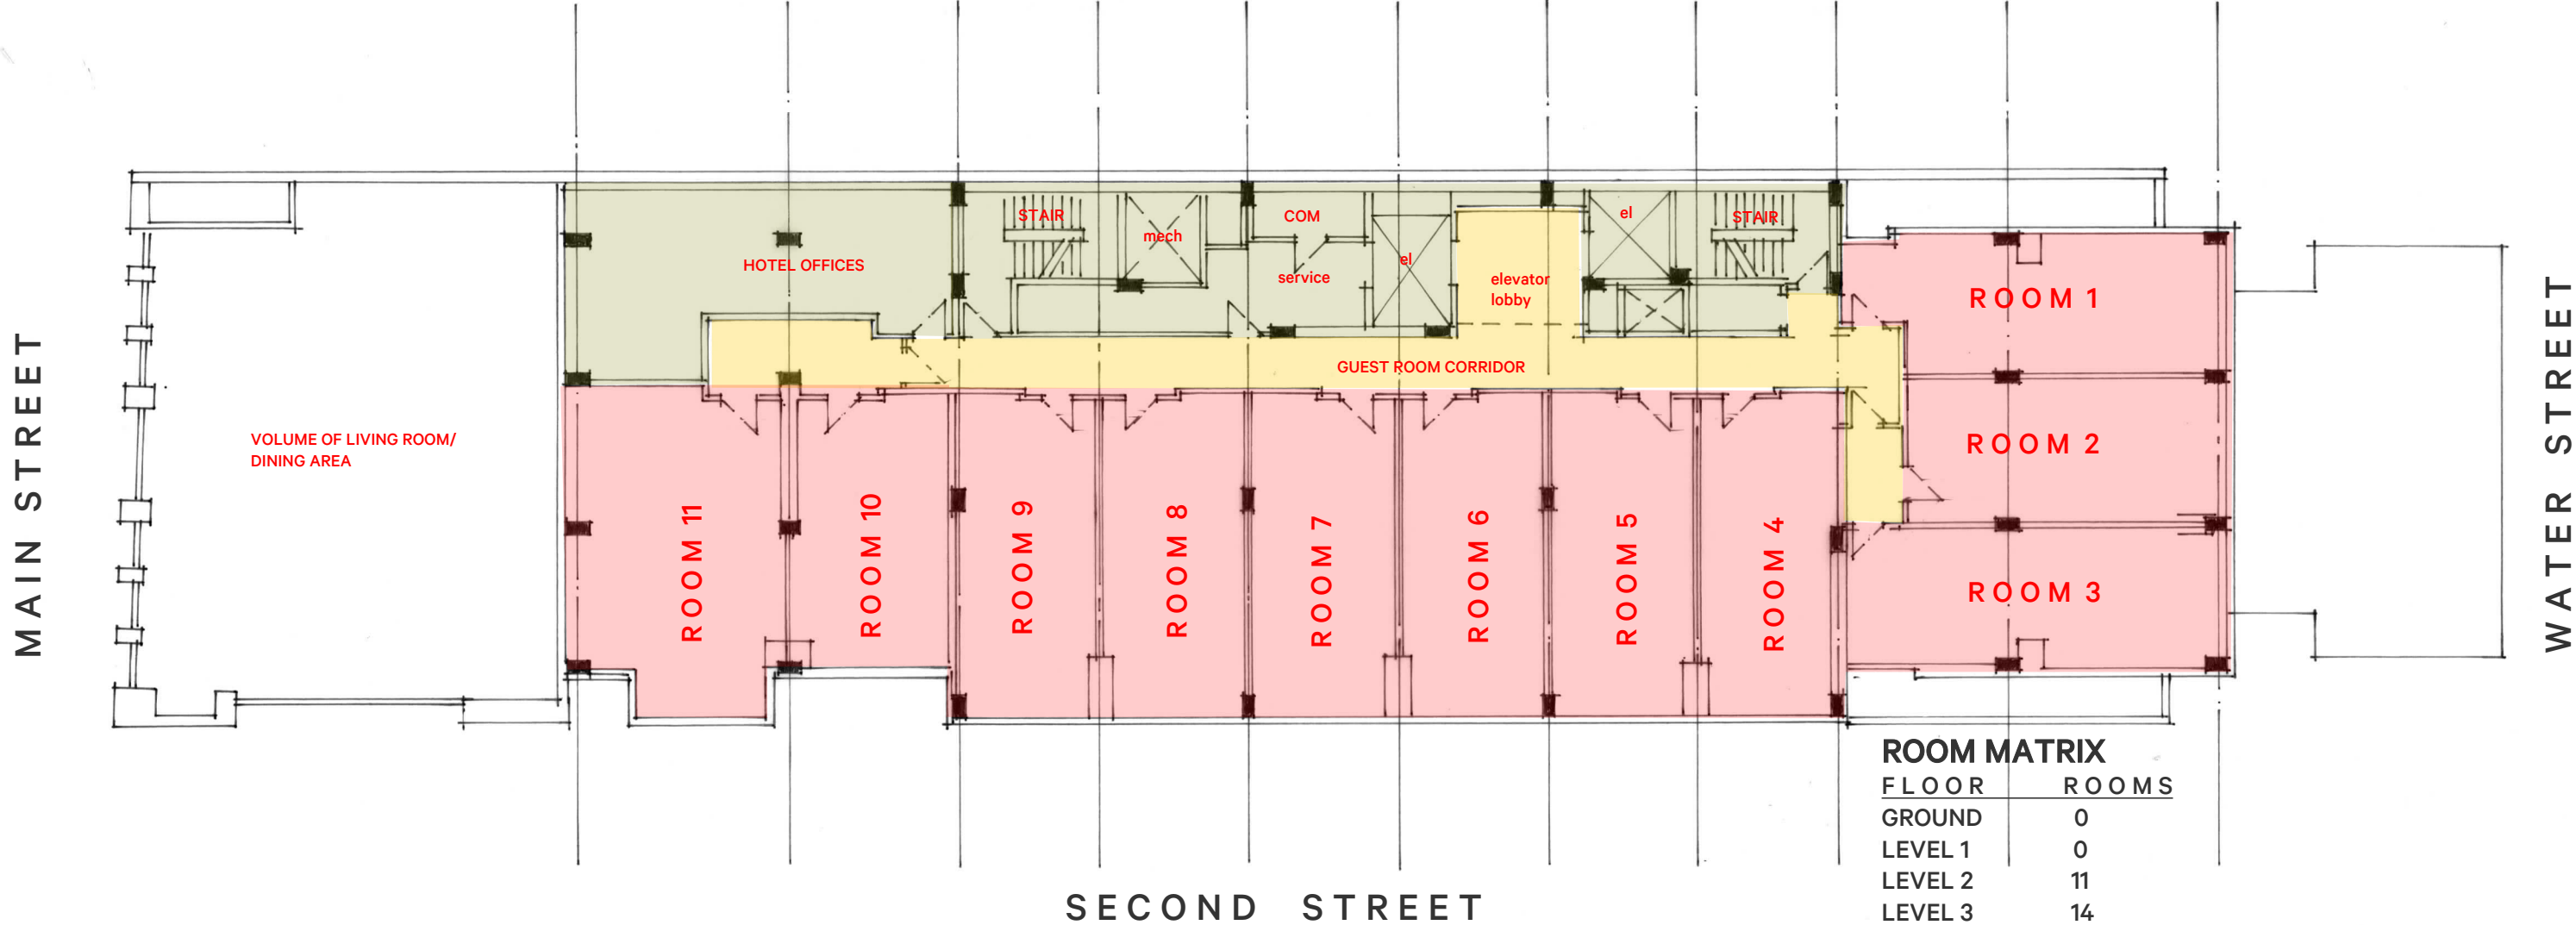 MAIN STREET
VOLUME OF LIVING ROOM/
DINING AREA
HOTEL OFFICES
STAIR
mech
COM
service
el
elevator
lobby
el
STAIR
GUEST ROOM CORRIDOR
ROOM 1
ROOM 2
ROOM 3
ROOM 11
ROOM 10
ROOM 9
ROOM 8
ROOM 7
ROOM 6
ROOM 5
ROOM 4
WATER STREET
SECOND STREET
ROOM MATRIX
FLOOR ROOMS
GROUND 0
LEVEL 1 0
LEVEL 2 11
LEVEL 3 14